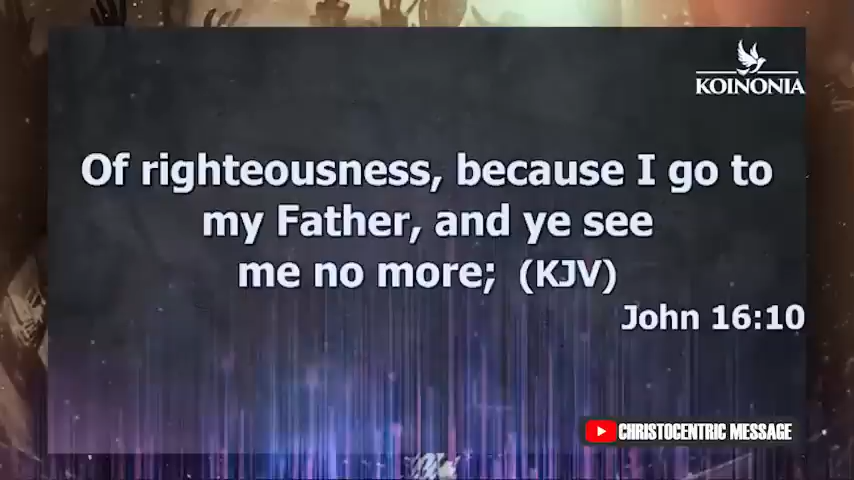 KOINONIA
Of righteousness, because I go to
my Father, and ye see
me no more; (KJV)
John 16:10
CHRISTOCENTRIC MESSAGE